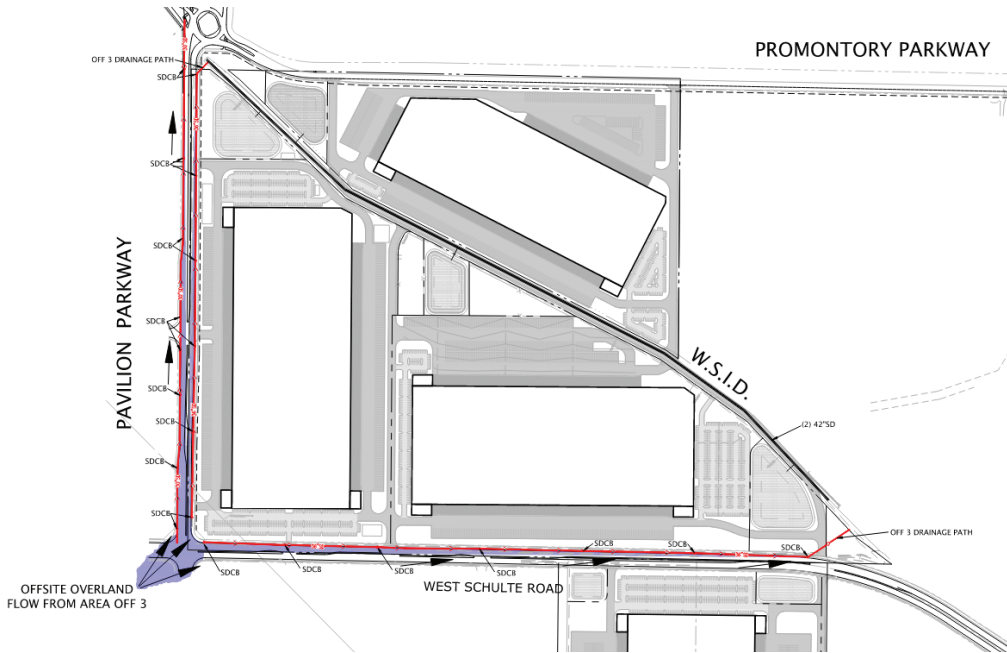 PROMONTORY PARKWAY
OFF 3 DRAINAGE PATH
SDCB
SDCB
SDCB
PAVILION PARKWAY
SDCB
SDCB
SDCB
SDCB
SDCB
W.S.I.D.
(2) 42"SD
OFF 3 DRAINAGE PATH
SDCB
SDCB
SDCB
SDCB
SDCB
SDCB
SDCB
WEST SCHULTE ROAD
OFFSITE OVERLAND
FLOW FROM AREA OFF 3